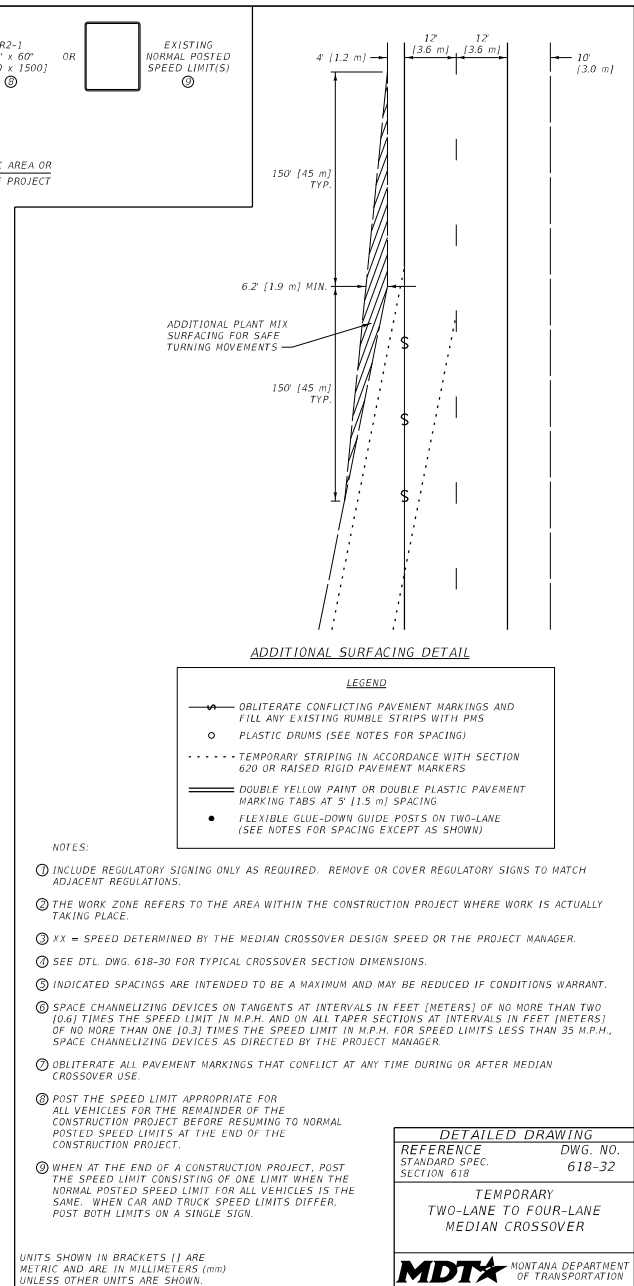 R2-1
x 60"
x 1500]
⑧
OR
EXISTING
NORMAL POSTED
SPEED LIMIT(S)
⑨
AREA OR
PROJECT
4' [1.2 m]
12'
[3.6 m]
12'
[3.6 m]
10'
[3.0 m]
150' [45 m]
TYP.
6.2' [1.9 m] MIN.
ADDITIONAL PLANT MIX
SURFACING FOR SAFE
TURNING MOVEMENTS
150' [45 m]
TYP.
S
S
S
ADDITIONAL SURFACING DETAIL
LEGEND
S OBLITERATE CONFLICTING PAVEMENT MARKINGS AND
FILL ANY EXISTING RUMBLE STRIPS WITH PMS
PLASTIC DRUMS (SEE NOTES FOR SPACING)
TEMPORARY STRIPING IN ACCORDANCE WITH SECTION
620 OR RAISED RIGID PAVEMENT MARKERS
DOUBLE YELLOW PAINT OR DOUBLE PLASTIC PAVEMENT
MARKING TABS AT 5' [1.5 m] SPACING
FLEXIBLE GLUE-DOWN GUIDE POSTS ON TWO-LANE
(SEE NOTES FOR SPACING EXCEPT AS SHOWN)
NOTES:
① INCLUDE REGULATORY SIGNING ONLY AS REQUIRED. REMOVE OR COVER REGULATORY SIGNS TO MATCH
ADJACENT REGULATIONS.
② THE WORK ZONE REFERS TO THE AREA WITHIN THE CONSTRUCTION PROJECT WHERE WORK IS ACTUALLY
TAKING PLACE.
③ XX = SPEED DETERMINED BY THE MEDIAN CROSSOVER DESIGN SPEED OR THE PROJECT MANAGER.
④ SEE DTL. DWG. 618-30 FOR TYPICAL CROSSOVER SECTION DIMENSIONS.
⑤ INDICATED SPACINGS ARE INTENDED TO BE A MAXIMUM AND MAY BE REDUCED IF CONDITIONS WARRANT.
⑥ SPACE CHANNELIZING DEVICES ON TANGENTS AT INTERVALS IN FEET [METERS] OF NO MORE THAN TWO
[0.6] TIMES THE SPEED LIMIT IN M.P.H. AND ON ALL TAPER SECTIONS AT INTERVALS IN FEET [METERS]
OF NO MORE THAN ONE [0.3] TIMES THE SPEED LIMIT IN M.P.H. FOR SPEED LIMITS LESS THAN 35 M.P.H.,
SPACE CHANNELIZING DEVICES AS DIRECTED BY THE PROJECT MANAGER.
⑦ OBLITERATE ALL PAVEMENT MARKINGS THAT CONFLICT AT ANY TIME DURING OR AFTER MEDIAN
CROSSOVER USE.
⑧ POST THE SPEED LIMIT APPROPRIATE FOR
ALL VEHICLES FOR THE REMAINDER OF THE
CONSTRUCTION PROJECT BEFORE RESUMING TO NORMAL
POSTED SPEED LIMITS AT THE END OF THE
CONSTRUCTION PROJECT.
⑨ WHEN AT THE END OF A CONSTRUCTION PROJECT, POST
THE SPEED LIMIT CONSISTING OF ONE LIMIT WHEN THE
NORMAL POSTED SPEED LIMIT FOR ALL VEHICLES IS THE
SAME. WHEN CAR AND TRUCK SPEED LIMITS DIFFER,
POST BOTH LIMITS ON A SINGLE SIGN.
UNITS SHOWN IN BRACKETS [] ARE
METRIC AND ARE IN MILLIMETERS (mm)
UNLESS OTHER UNITS ARE SHOWN.
DETAILED DRAWING
REFERENCE DWG. NO.
STANDARD SPEC.
SECTION 618
618-32
TEMPORARY
TWO-LANE TO FOUR-LANE
MEDIAN CROSSOVER
MDT MONTANA DEPARTMENT
OF TRANSPORTATION